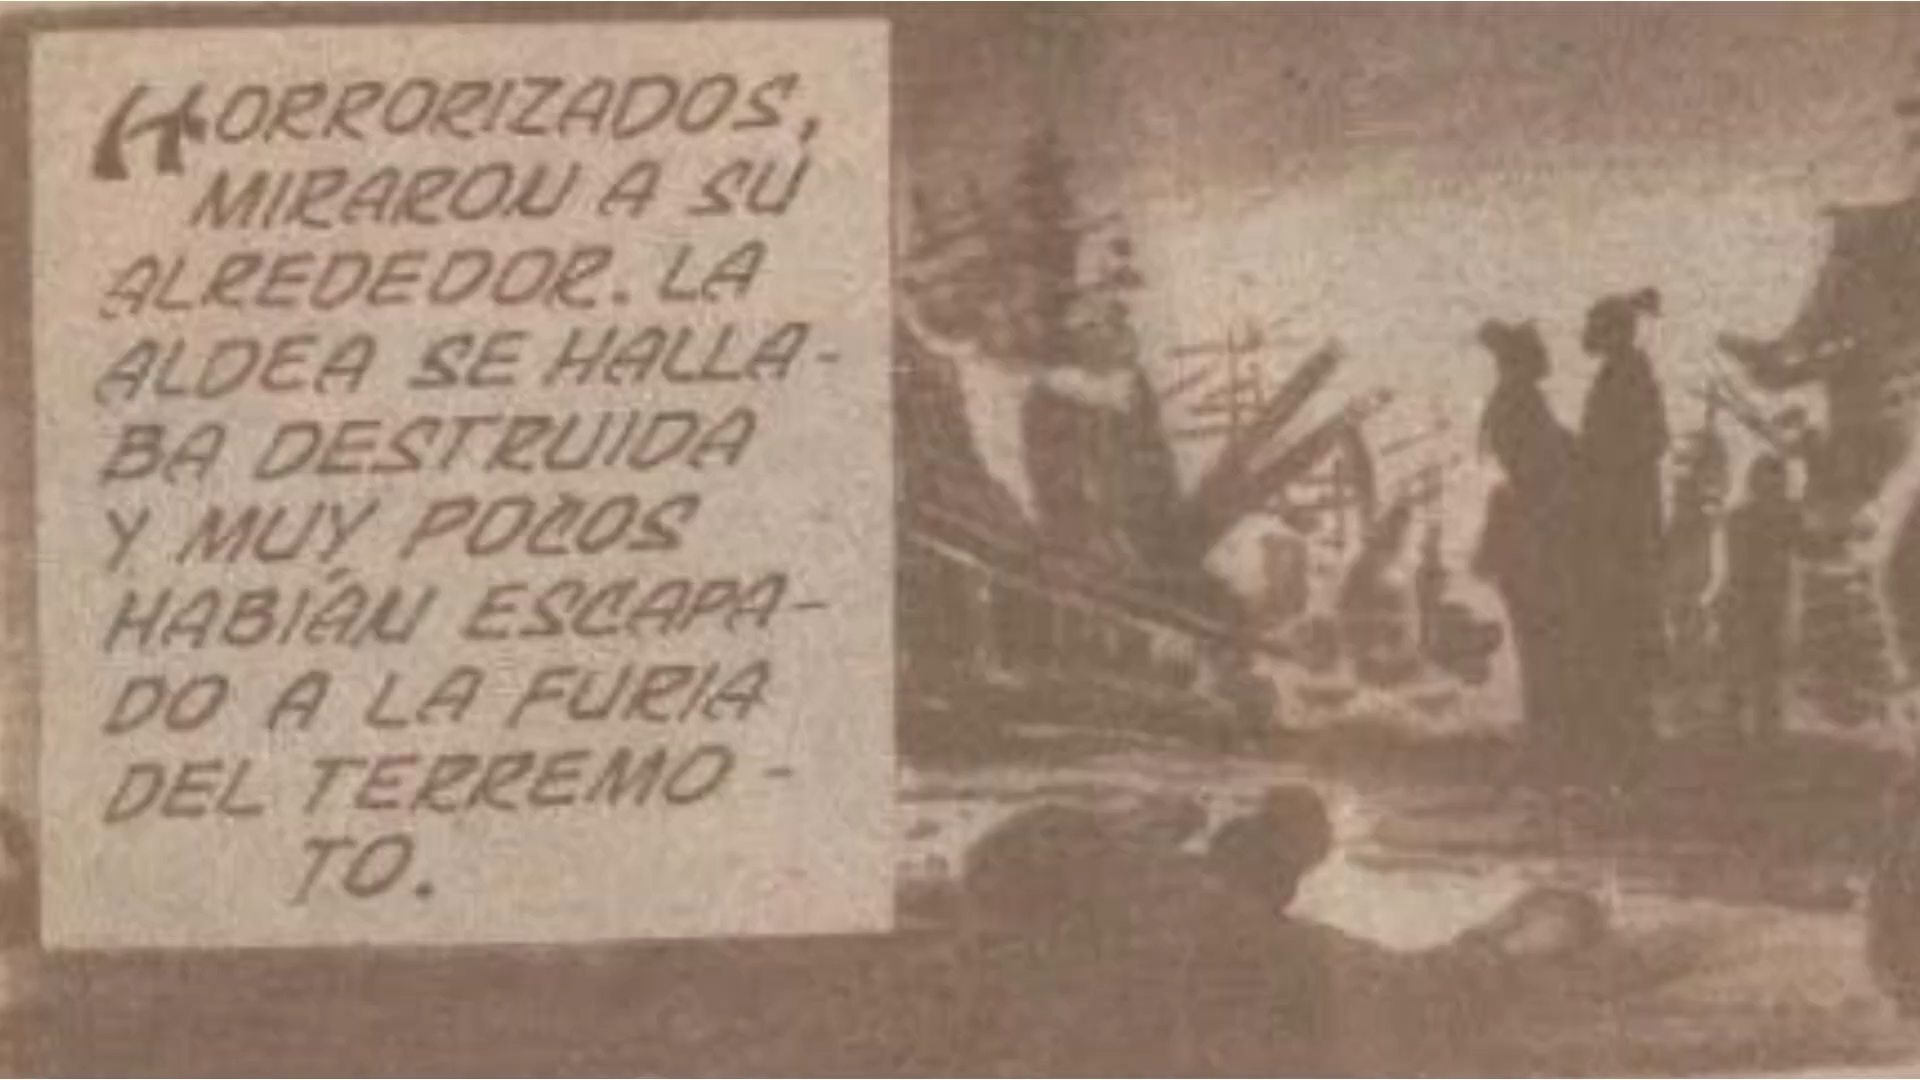 HORRORIZADOS,
MIRARON A SU
ALREDEDOR. LA
ALDEA SE HALLA-
BA DESTRUIDA
Y MUY POCOS
HABIÁN ESCAPA-
DO A LA FURIA
DEL TERREMO-
TO.